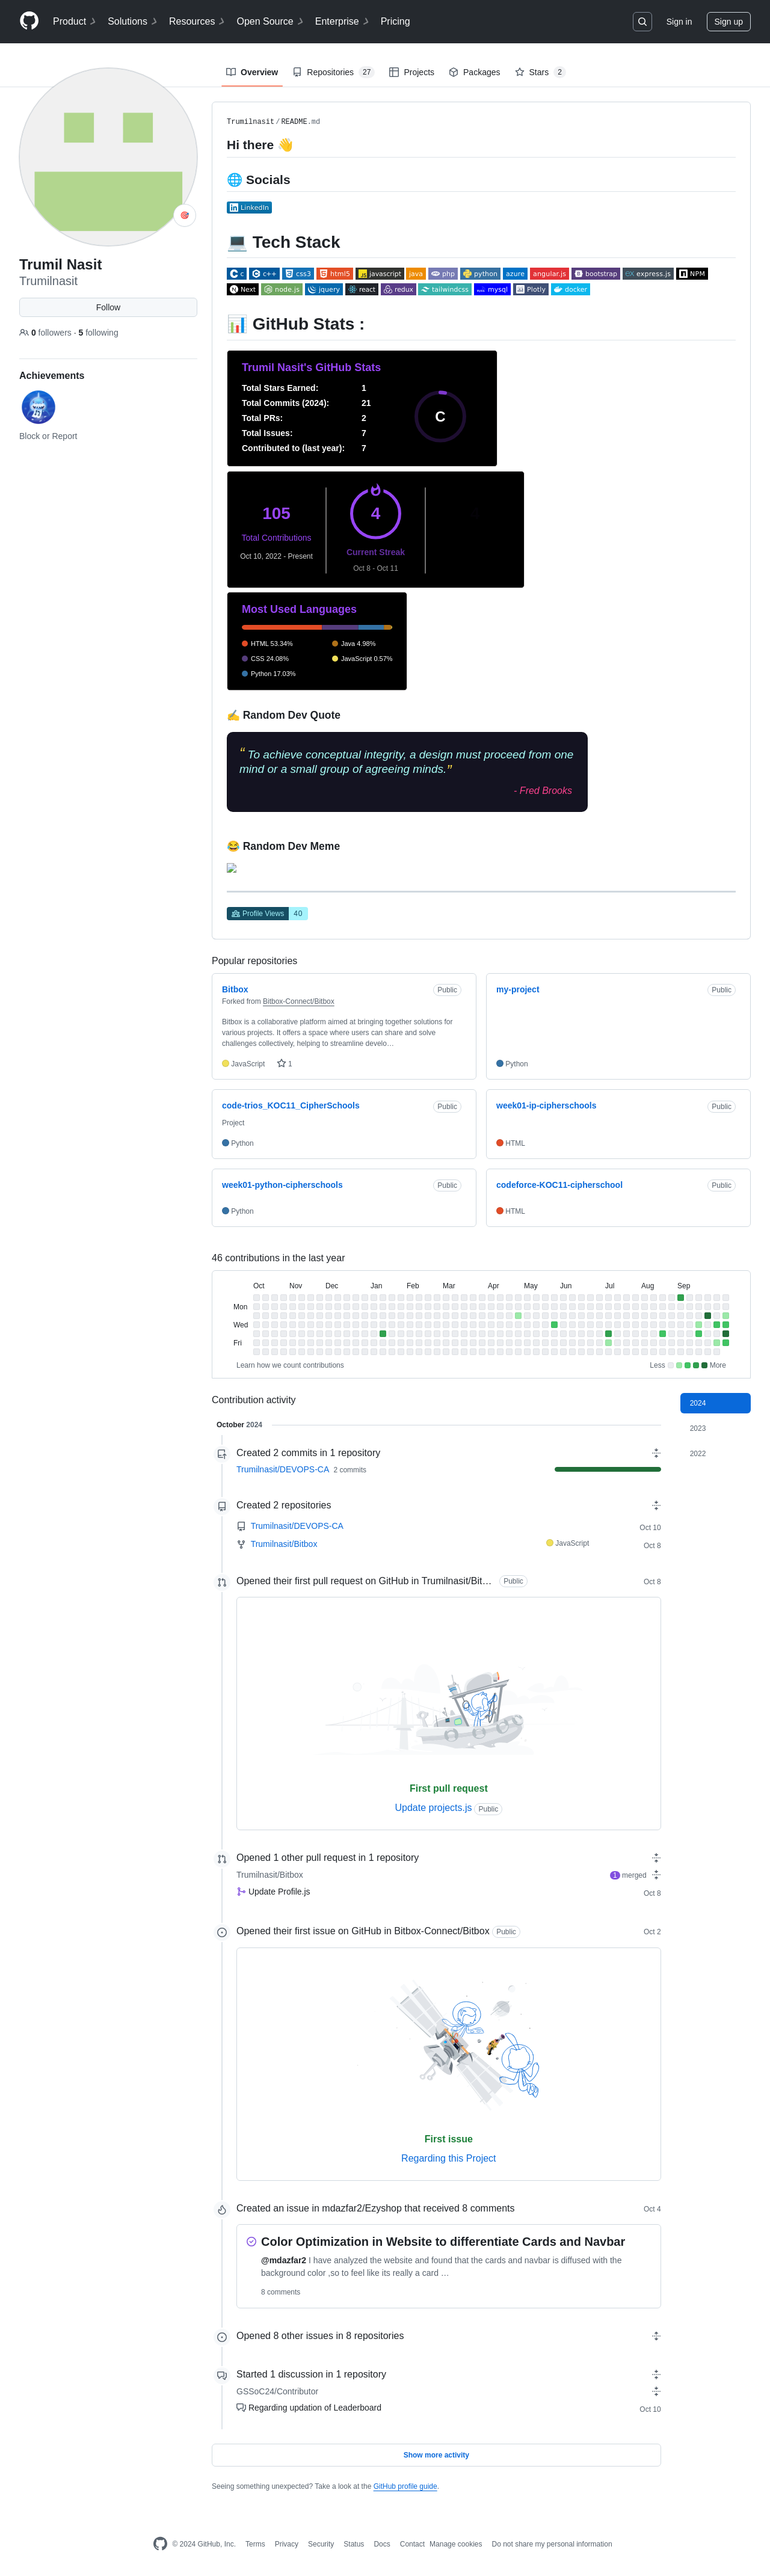 Product Solutions Resources Open Source Enterprise Pricing Sign in Sign up
Overview Repositories 27 Projects Packages Stars 2
Trumil Nasit
Trumilnasit
Follow
0 followers · 5 following
Achievements
Block or Report
Trumilnasit/README.md
Hi there 👋
🌐 Socials
LinkedIn
💻 Tech Stack
C C++ CSS3 HTML5 JAVASCRIPT JAVA PHP PYTHON AZURE ANGULAR.JS BOOTSTRAP EXPRESS.JS NPM
Next NODE.JS JQUERY REACT REDUX TAILWINDCSS MYSQL Plotly DOCKER
📊 GitHub Stats :
Trumil Nasit's GitHub Stats
Total Stars Earned: 1
Total Commits (2024): 21
Total PRs: 2
Total Issues: 7
Contributed to (last year): 7
C
105
Total Contributions
Oct 10, 2022 - Present
4
Current Streak
Oct 8 - Oct 11
Most Used Languages
HTML 53.34% Java 4.98%
CSS 24.08% JavaScript 0.57%
Python 17.03%
✍️ Random Dev Quote
“ To achieve conceptual integrity, a design must proceed from one
mind or a small group of agreeing minds.”
- Fred Brooks
😂 Random Dev Meme
Profile Views 40
Popular repositories
Bitbox Public
Forked from Bitbox-Connect/Bitbox
Bitbox is a collaborative platform aimed at bringing together solutions for
various projects. It offers a space where users can share and solve
challenges collectively, helping to streamline develo…
JavaScript 1
my-project Public
Python
code-trios_KOC11_CipherSchools Public
Project
Python
week01-ip-cipherschools Public
HTML
week01-python-cipherschools Public
Python
codeforce-KOC11-cipherschool Public
HTML
46 contributions in the last year
Oct Nov Dec Jan Feb Mar Apr May Jun Jul Aug Sep
Mon
Wed
Fri
Learn how we count contributions Less More
Contribution activity
2024
2023
2022
October 2024
Created 2 commits in 1 repository
Trumilnasit/DEVOPS-CA 2 commits
Created 2 repositories
Trumilnasit/DEVOPS-CA Oct 10
Trumilnasit/Bitbox JavaScript Oct 8
Opened their first pull request on GitHub in Trumilnasit/Bit… Public Oct 8
First pull request
Update projects.js Public
Opened 1 other pull request in 1 repository
Trumilnasit/Bitbox 1 merged
Update Profile.js Oct 8
Opened their first issue on GitHub in Bitbox-Connect/Bitbox Public Oct 2
First issue
Regarding this Project
Created an issue in mdazfar2/Ezyshop that received 8 comments Oct 4
Color Optimization in Website to differentiate Cards and Navbar
@mdazfar2 I have analyzed the website and found that the cards and navbar is diffused with the
background color ,so to feel like its really a card …
8 comments
Opened 8 other issues in 8 repositories
Started 1 discussion in 1 repository
GSSoC24/Contributor
Regarding updation of Leaderboard Oct 10
Show more activity
Seeing something unexpected? Take a look at the GitHub profile guide.
© 2024 GitHub, Inc. Terms Privacy Security Status Docs Contact Manage cookies Do not share my personal information